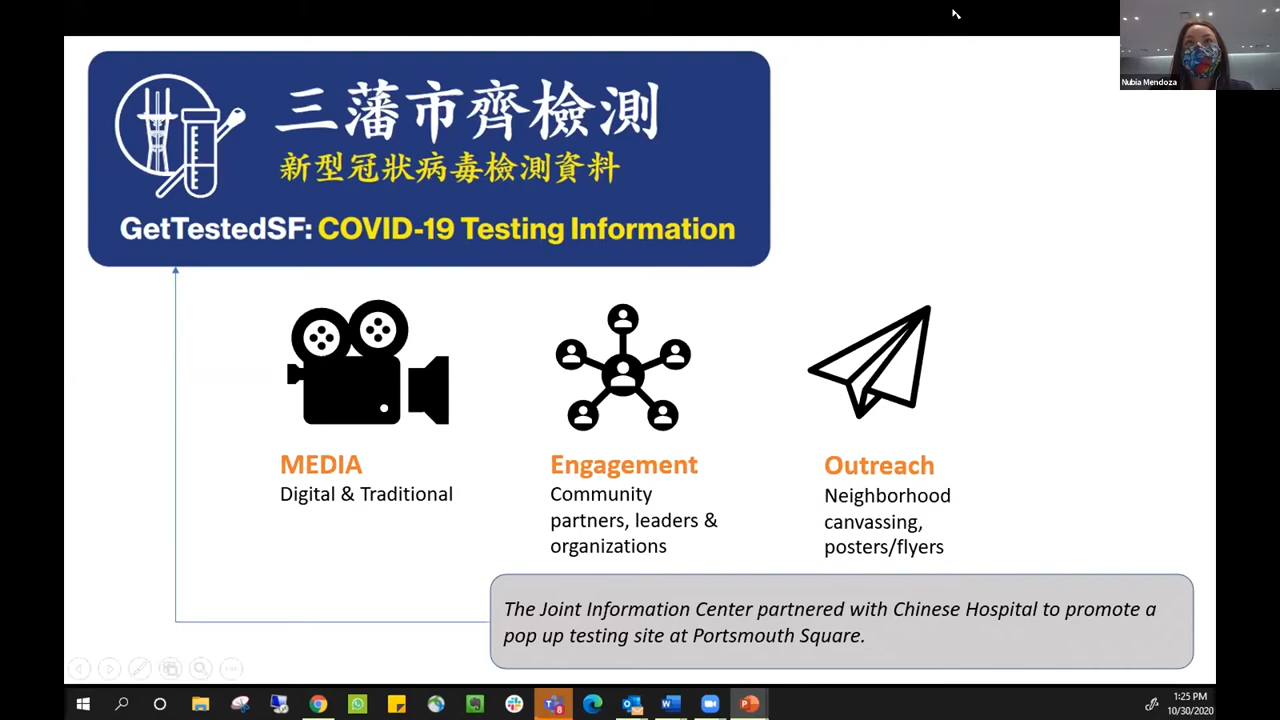 Nubia Mendoza
三藩市齊檢測
新型冠狀病毒檢測資料
GetTestedSF: COVID-19 Testing Information
MEDIA
Digital & Traditional
Engagement
Community
partners, leaders &
organizations
Outreach
Neighborhood
canvassing,
posters/flyers
The Joint Information Center partnered with Chinese Hospital to promote a
pop up testing site at Portsmouth Square.
1:25 PM
10/30/2020